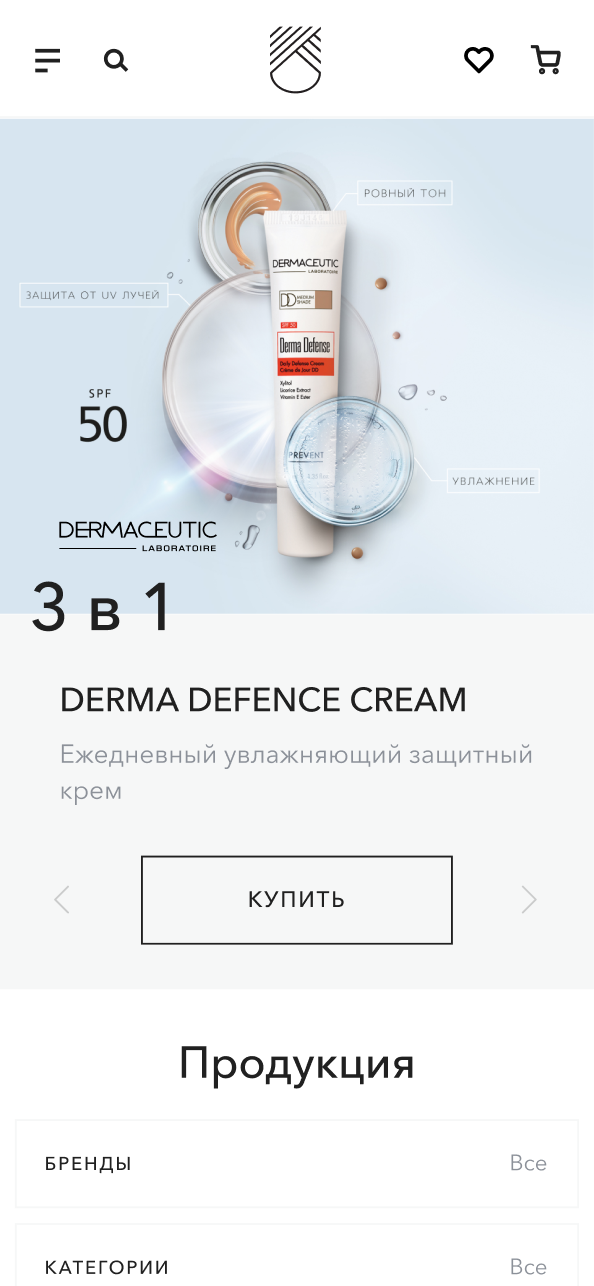 РОВНЫЙ ТОН
DERMACEUTIC
LABORATOIRE
ЗАЩИТА ОТ UV ЛУЧЕЙ
DD MEDIUM
SHADE
SPF 50
Derma Defense
Daily Defense Cream
Crème de Jour DD
Xylitol
Licorice Extract
Vitamin E Ester
SPF
50
PREVENT
УВЛАЖНЕНИЕ
DERMACEUTIC
LABORATOIRE
3 в 1
DERMA DEFENCE CREAM
Ежедневный увлажняющий защитный
крем
КУПИТЬ
Продукция
БРЕНДЫ Все
КАТЕГОРИИ Все